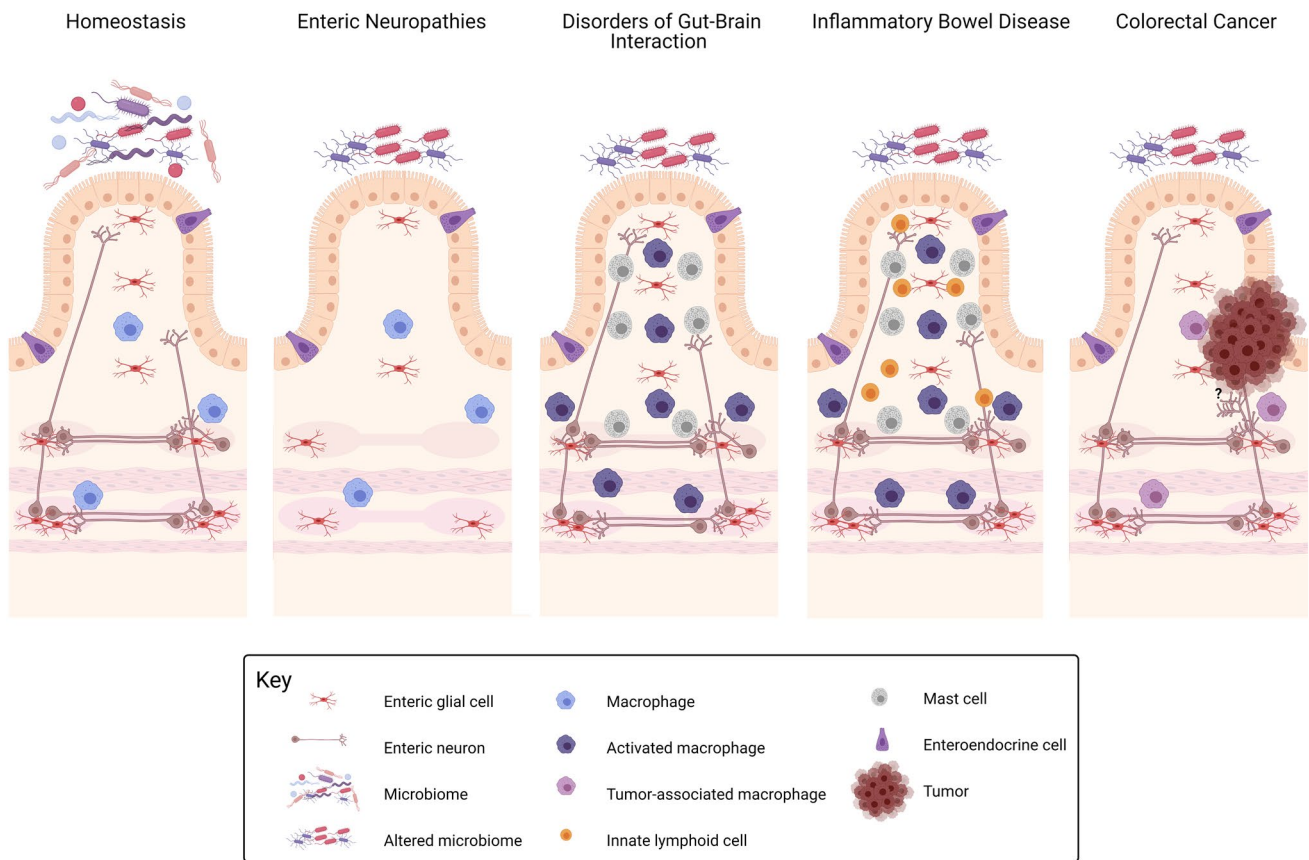 Homeostasis
Enteric Neuropathies
Disorders of Gut-Brain
Interaction
Inflammatory Bowel Disease
Colorectal Cancer
?
Key
Enteric glial cell
Enteric neuron
Microbiome
Altered microbiome
Macrophage
Activated macrophage
Tumor-associated macrophage
Innate lymphoid cell
Mast cell
Enteroendocrine cell
Tumor